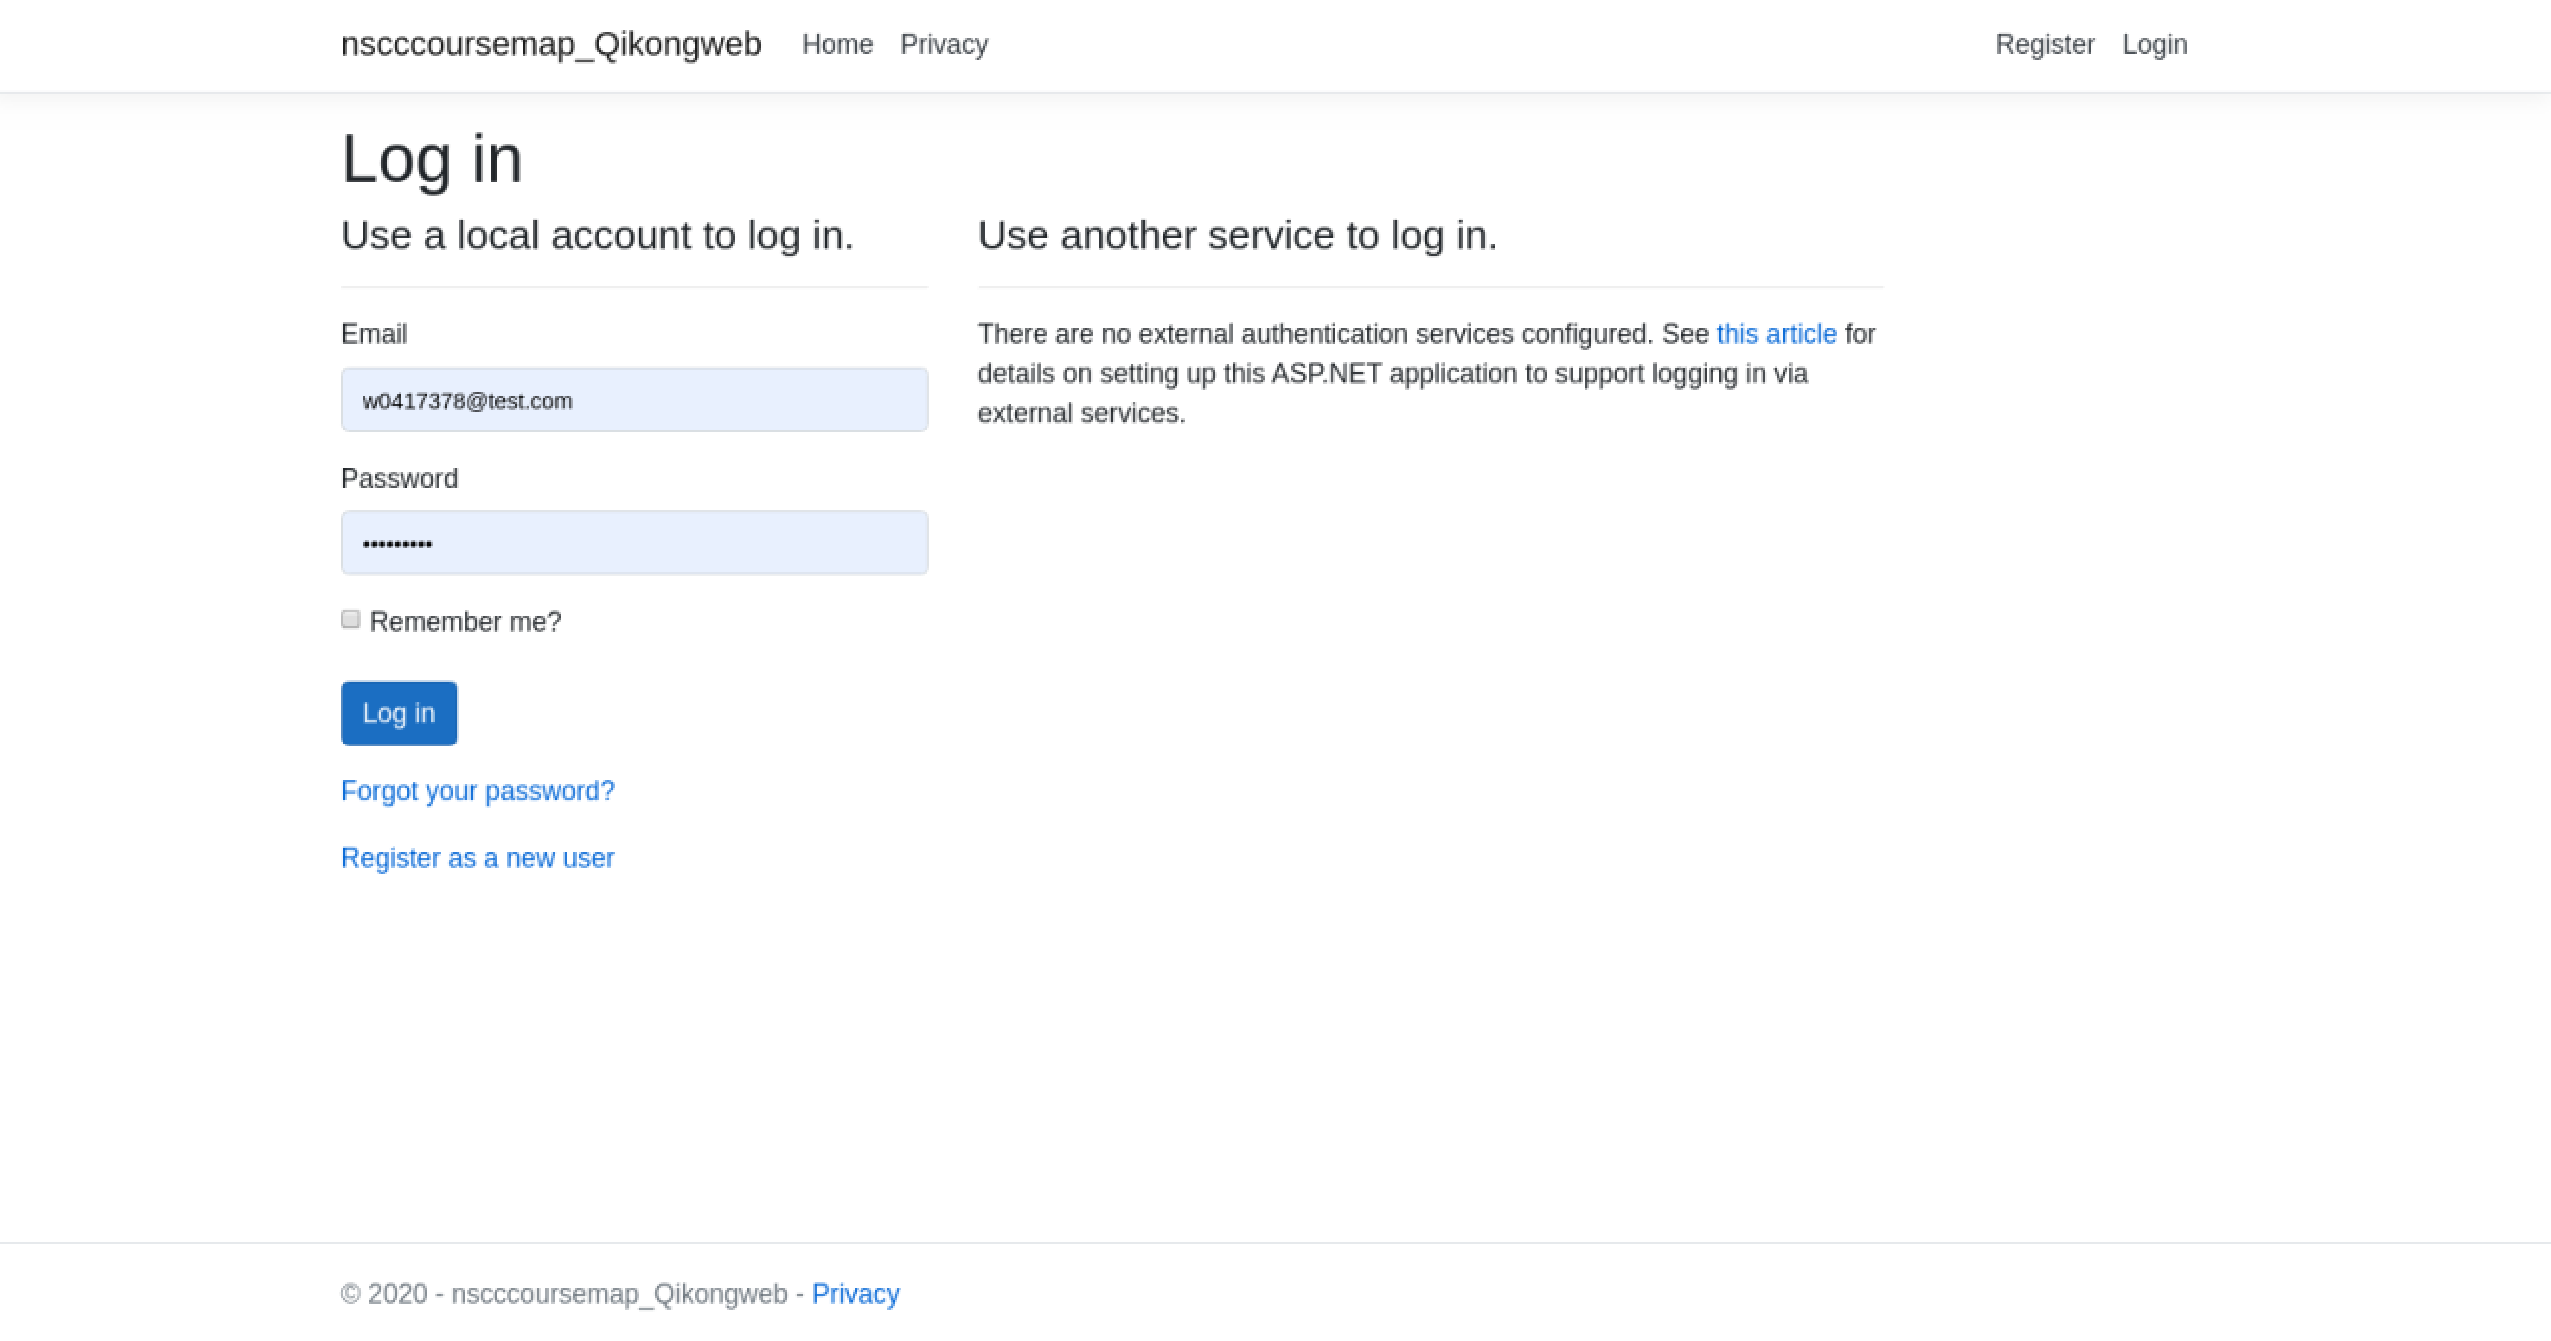 nscccoursemap_Qikongweb Home Privacy Register Login
Log in
Use a local account to log in.
Use another service to log in.
Email
w0417378@test.com
Password
•••••••••
Remember me?
Log in
Forgot your password?
Register as a new user
There are no external authentication services configured. See this article for
details on setting up this ASP.NET application to support logging in via
external services.
© 2020 - nscccoursemap_Qikongweb - Privacy